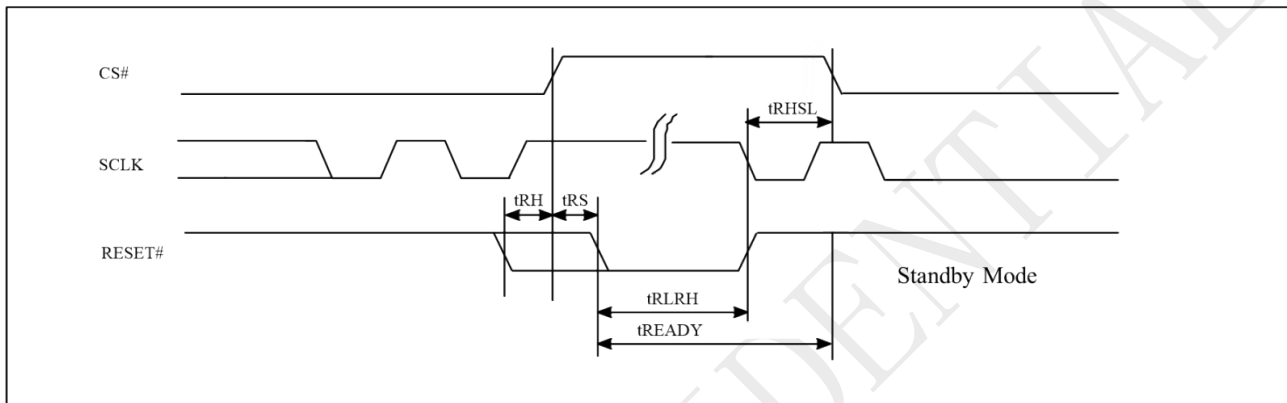 CS#
tRHSL
SCLK
tRH
tRS
RESET#
Standby Mode
tRLRH
tREADY